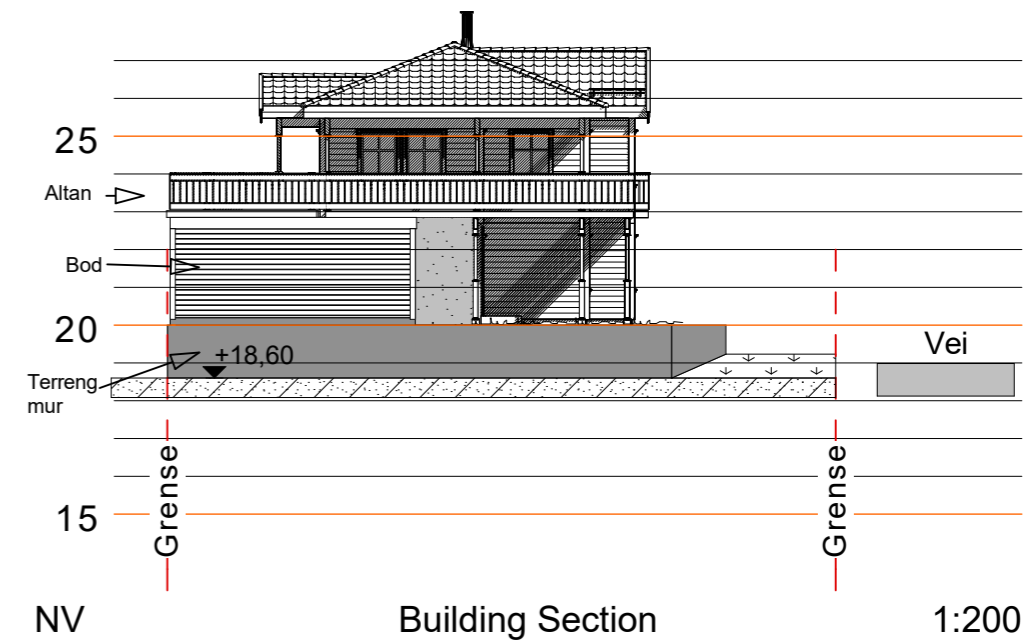 25
Altan
Bod
20
Vei
+18,60
Terreng
mur
Grense
Grense
15
NV Building Section 1:200